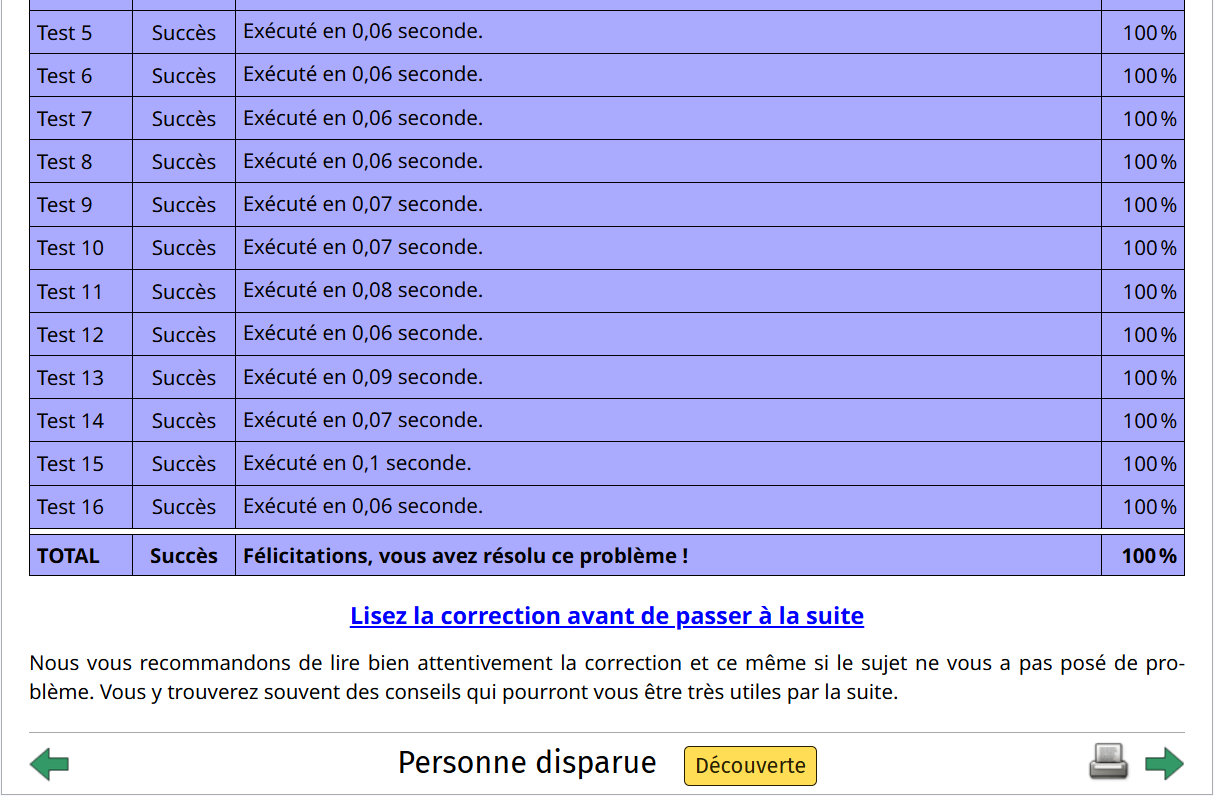 Test 5 Succès Exécuté en 0,06 seconde. 100 %
Test 6 Succès Exécuté en 0,06 seconde. 100 %
Test 7 Succès Exécuté en 0,06 seconde. 100 %
Test 8 Succès Exécuté en 0,06 seconde. 100 %
Test 9 Succès Exécuté en 0,07 seconde. 100 %
Test 10 Succès Exécuté en 0,07 seconde. 100 %
Test 11 Succès Exécuté en 0,08 seconde. 100 %
Test 12 Succès Exécuté en 0,06 seconde. 100 %
Test 13 Succès Exécuté en 0,09 seconde. 100 %
Test 14 Succès Exécuté en 0,07 seconde. 100 %
Test 15 Succès Exécuté en 0,1 seconde. 100 %
Test 16 Succès Exécuté en 0,06 seconde. 100 %
TOTAL Succès Félicitations, vous avez résolu ce problème ! 100 %
Lisez la correction avant de passer à la suite
Nous vous recommandons de lire bien attentivement la correction et ce même si le sujet ne vous a pas posé de pro-
blème. Vous y trouverez souvent des conseils qui pourront vous être très utiles par la suite.
Personne disparue Découverte